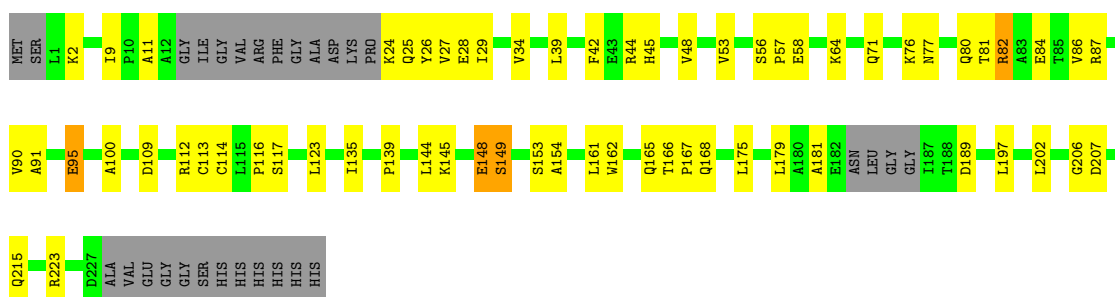 MET SER L1 K2 I9 P10 A11 A12 GLY ILE GLY VAL ARG PHE GLY ALA ASP LYS PRO K24 Q25 Y26 V27 E28 I29 V34 L39 F42 E43 R44 H45 V48 V53 S56 P57 E58 K64 Q71 K76 N77 Q80 T81 R82 A83 E84 T85 V86 R87
V90 A91 E95 A100 D109 R112 C113 C114 L115 P116 S117 L123 I135 P139 L144 K145 E148 S149 S153 A154 L161 W162 Q165 T166 P167 Q168 L175 L179 A180 A181 E182 ASN LEU GLY GLY I187 T188 D189 L197 L202 G206 D207
Q215 R223 D227 ALA VAL GLU GLY GLY SER HIS HIS HIS HIS HIS HIS